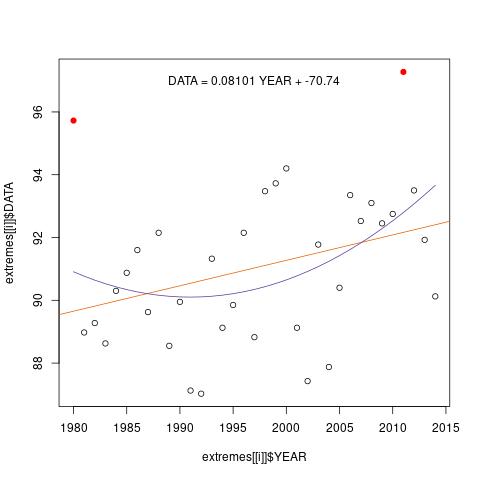 DATA = 0.08101 YEAR + -70.74
extremes[[i]]$DATA
96
94
92
90
88
1980 1985 1990 1995 2000 2005 2010 2015
extremes[[i]]$YEAR